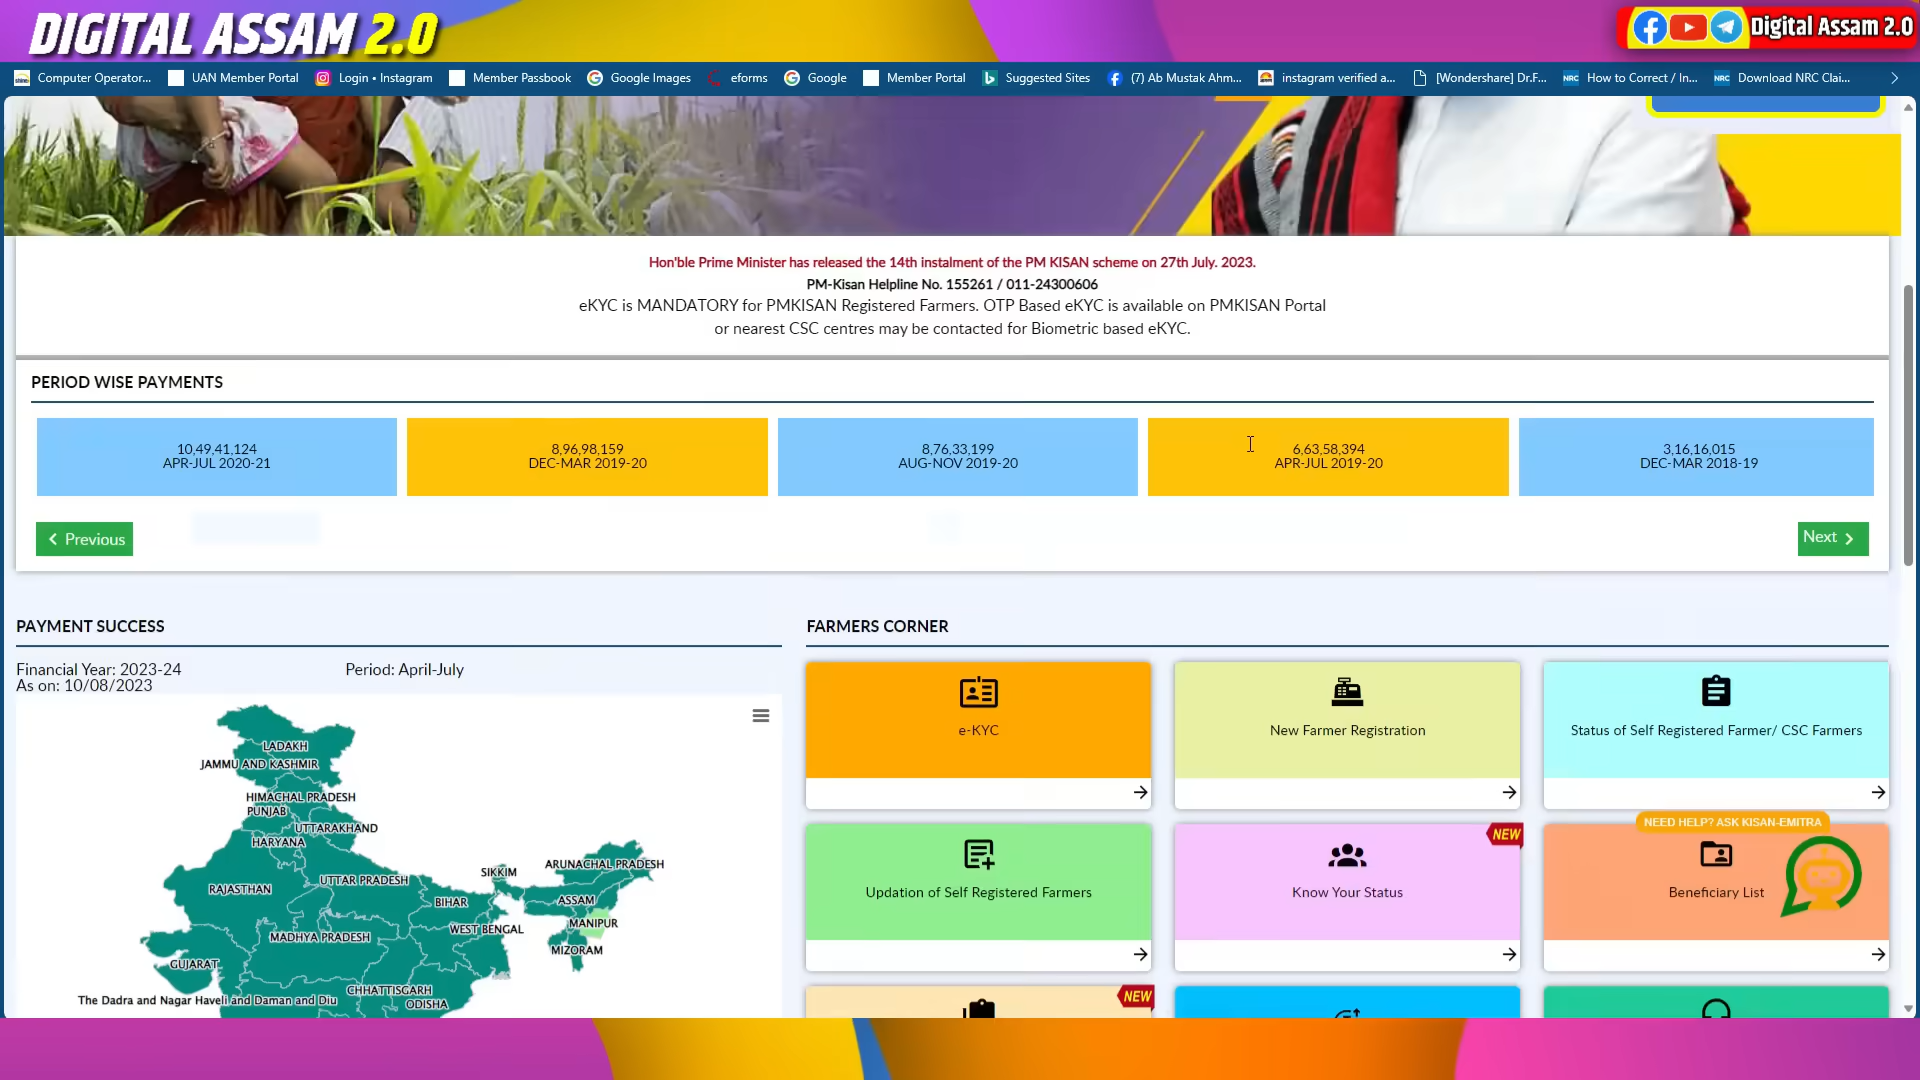 DIGITAL ASSAM 2.0
Digital Assam 2.0
Computer Operator...
UAN Member Portal
Login • Instagram
Member Passbook
Google Images
eforms
Google
Member Portal
Suggested Sites
(7) Ab Mustak Ahm...
instagram verified a...
[Wondershare] Dr.F...
NRC
How to Correct / In...
NRC
Download NRC Clai...
Hon'ble Prime Minister has released the 14th instalment of the PM KISAN scheme on 27th July. 2023.
PM-Kisan Helpline No. 155261 / 011-24300606
eKYC is MANDATORY for PMKISAN Registered Farmers. OTP Based eKYC is available on PMKISAN Portal
or nearest CSC centres may be contacted for Biometric based eKYC.
PERIOD WISE PAYMENTS
10,49,41,124
APR-JUL 2020-21
8,96,98,159
DEC-MAR 2019-20
8,76,33,199
AUG-NOV 2019-20
6,63,58,394
APR-JUL 2019-20
3,16,16,015
DEC-MAR 2018-19
Previous
Next
PAYMENT SUCCESS
Financial Year: 2023-24
Period: April-July
As on: 10/08/2023
LADAKH
JAMMU AND KASHMIR
HIMACHAL PRADESH
PUNJAB
UTTARAKHAND
HARYANA
ARUNACHAL PRADESH
SIKKIM
UTTAR PRADESH
RAJASTHAN
BIHAR
ASSAM
MANIPUR
WEST BENGAL
MADHYA PRADESH
MIZORAM
GUJARAT
CHHATTISGARH
The Dadra and Nagar Haveli and Daman and Diu
ODISHA
FARMERS CORNER
e-KYC
New Farmer Registration
Status of Self Registered Farmer/ CSC Farmers
NEED HELP? ASK KISAN-EMITRA
NEW
Updation of Self Registered Farmers
Know Your Status
Beneficiary List
NEW